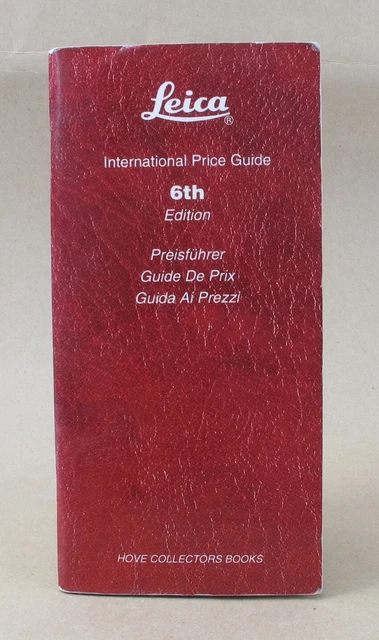 Leica®
International Price Guide
6th
Edition
Preisführer
Guide De Prix
Guida Ai Prezzi
HOVE COLLECTORS BOOKS